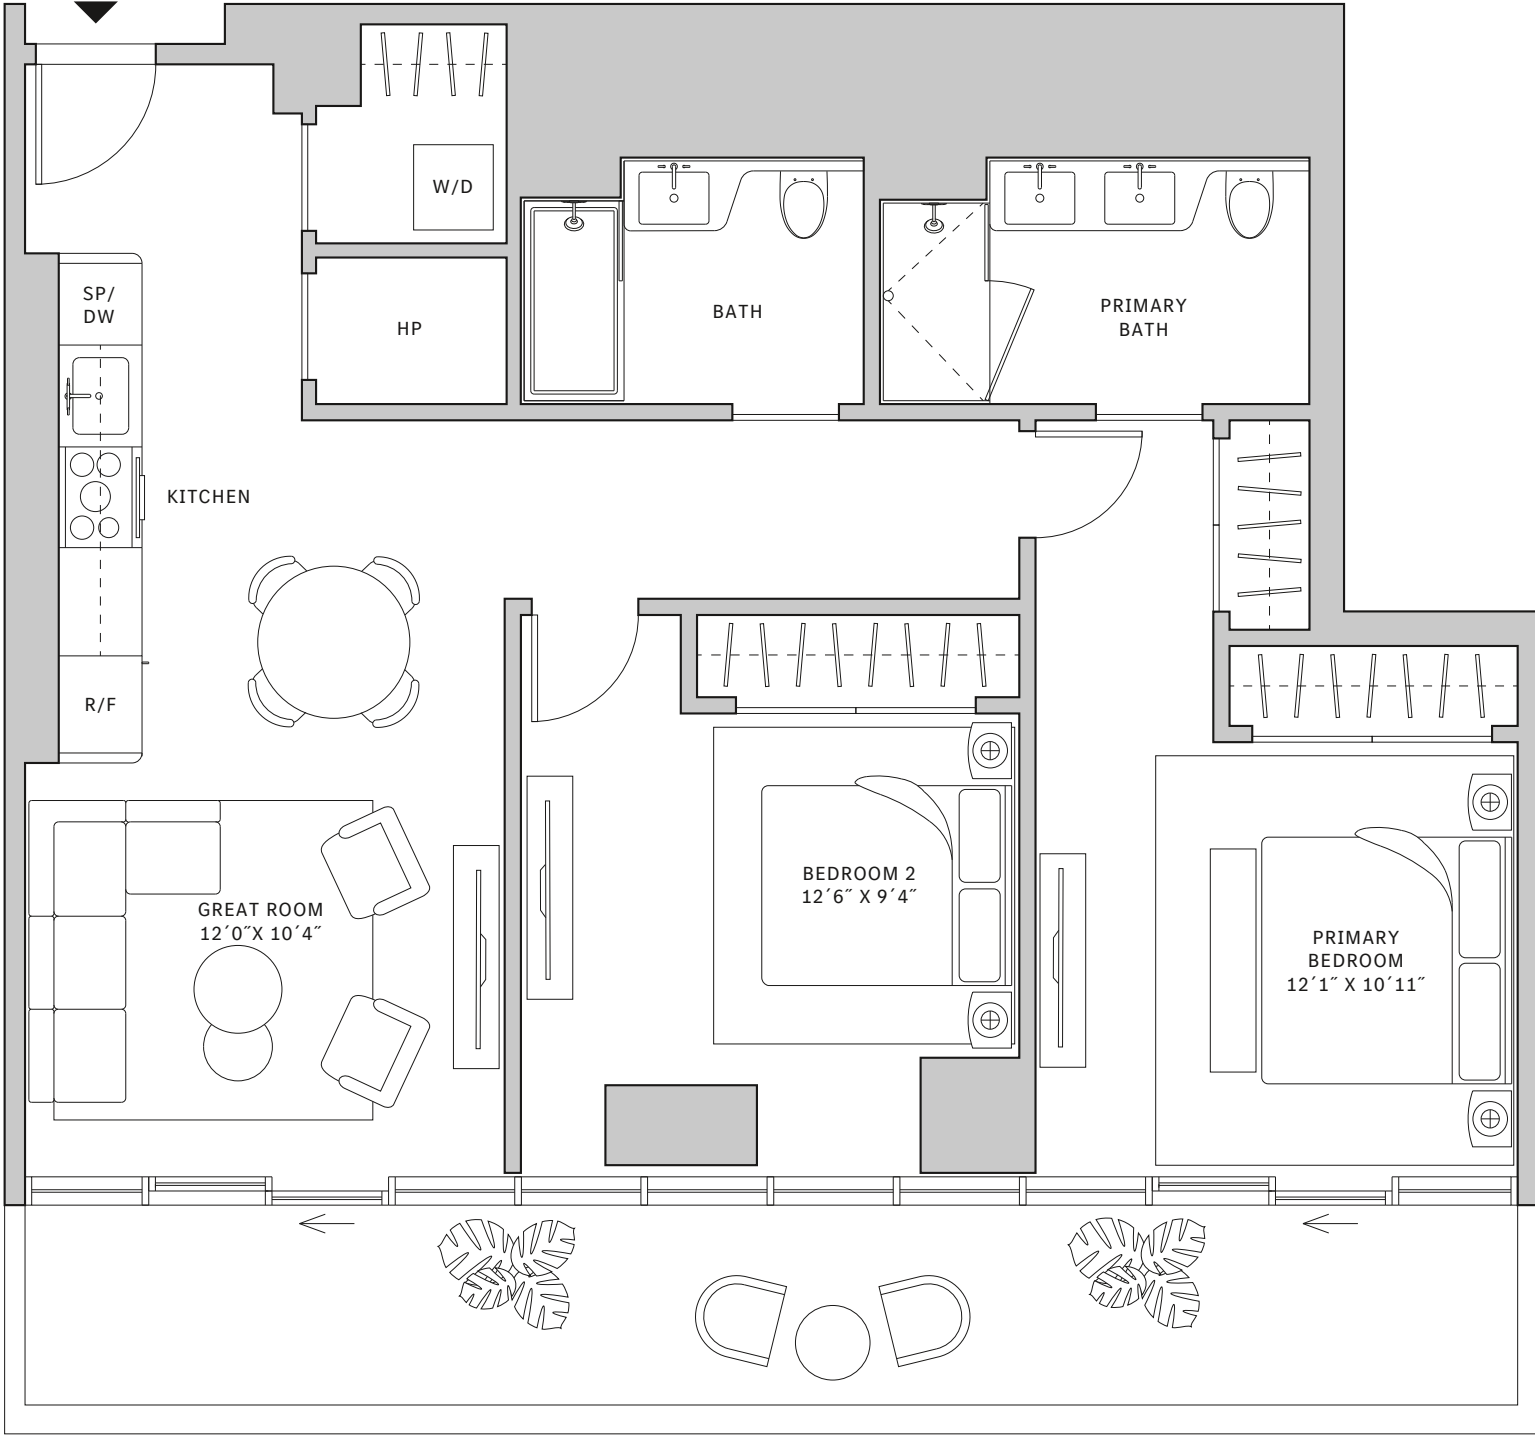 W/D
SP/
DW
HP
BATH
PRIMARY
BATH
KITCHEN
R/F
GREAT ROOM
12´0˝X 10´4˝
BEDROOM 2
12´6˝ X 9´4˝
PRIMARY
BEDROOM
12´1˝ X 10´11˝